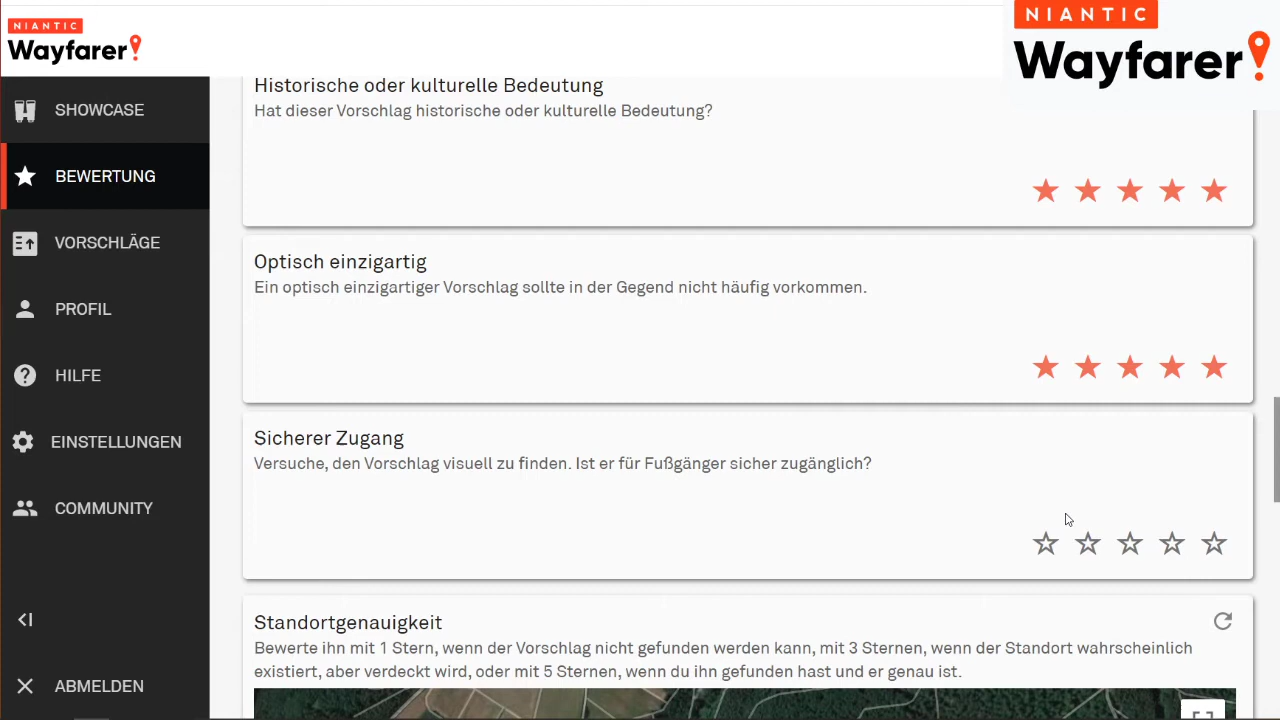 NIANTIC
Wayfarer
NIANTIC
Wayfarer
SHOWCASE
BEWERTUNG
VORSCHLÄGE
PROFIL
HILFE
EINSTELLUNGEN
COMMUNITY
ABMELDEN
Historische oder kulturelle Bedeutung
Hat dieser Vorschlag historische oder kulturelle Bedeutung?
Optisch einzigartig
Ein optisch einzigartiger Vorschlag sollte in der Gegend nicht häufig vorkommen.
Sicherer Zugang
Versuche, den Vorschlag visuell zu finden. Ist er für Fußgänger sicher zugänglich?
Standortgenauigkeit
Bewerte ihn mit 1 Stern, wenn der Vorschlag nicht gefunden werden kann, mit 3 Sternen, wenn der Standort wahrscheinlich
existiert, aber verdeckt wird, oder mit 5 Sternen, wenn du ihn gefunden hast und er genau ist.